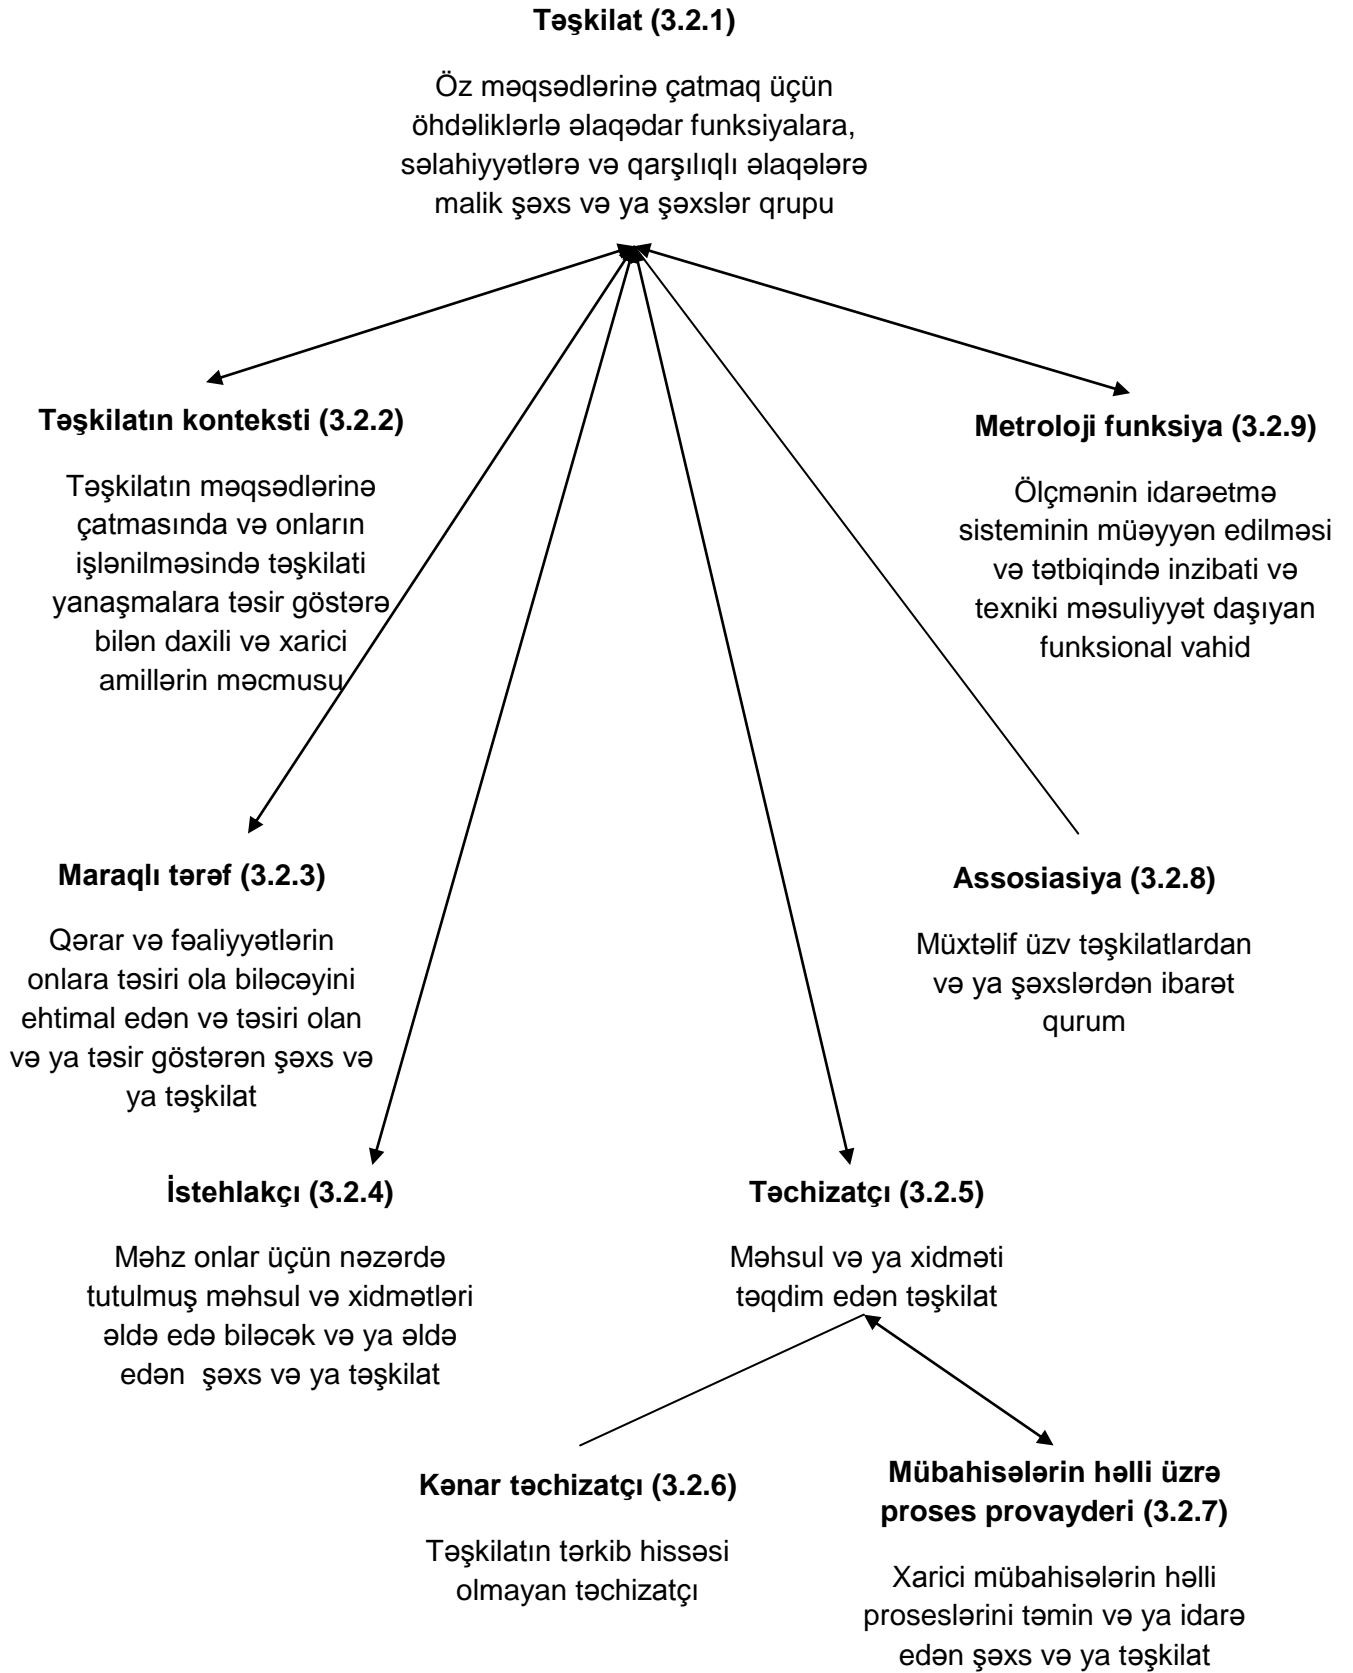 Təşkilat (3.2.1)
Öz məqsədlərinə çatmaq üçün
öhdəliklərlə əlaqədar funksiyalara,
səlahiyyətlərə və qarşılıqlı əlaqələrə
malik şəxs və ya şəxslər qrupu
Təşkilatın konteksti (3.2.2)
Təşkilatın məqsədlərinə
çatmasında və onların
işlənilməsində təşkilati
yanaşmalara təsir göstərə
bilən daxili və xarici
amillərin məcmusu
Metroloji funksiya (3.2.9)
Ölçmənin idarəetmə
sisteminin müəyyən edilməsi
və tətbiqində inzibati və
texniki məsuliyyət daşıyan
funksional vahid
Maraqlı tərəf (3.2.3)
Qərar və fəaliyyətlərin
onlara təsiri ola biləcəyini
ehtimal edən və təsiri olan
və ya təsir göstərən şəxs və
ya təşkilat
Assosiasiya (3.2.8)
Müxtəlif üzv təşkilatlardan
və ya şəxslərdən ibarət
qurum
İstehlakçı (3.2.4)
Məhz onlar üçün nəzərdə
tutulmuş məhsul və xidmətləri
əldə edə biləcək və ya əldə
edən  şəxs və ya təşkilat
Təchizatçı (3.2.5)
Məhsul və ya xidməti
təqdim edən təşkilat
Kənar təchizatçı (3.2.6)
Təşkilatın tərkib hissəsi
olmayan təchizatçı
Mübahisələrin həlli üzrə
proses provayderi (3.2.7)
Xarici mübahisələrin həlli
proseslərini təmin və ya idarə
edən şəxs və ya təşkilat